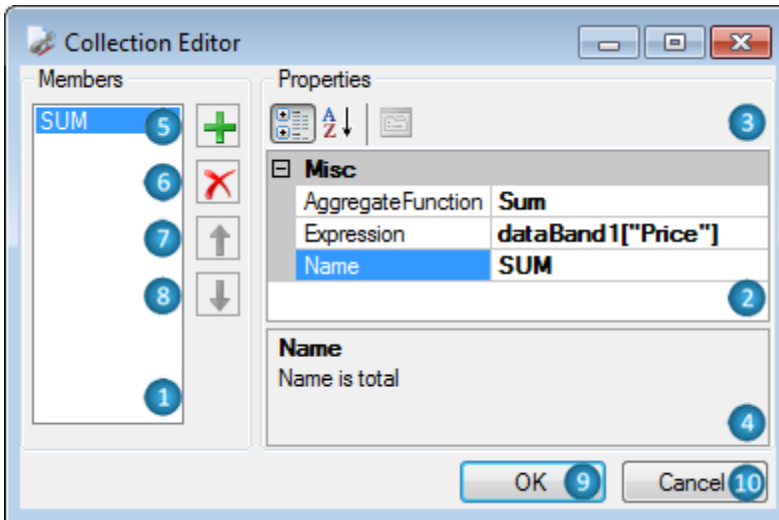 Collection Editor
Members
Properties
SUM 5
6
7
8
1
A
Z
3
Misc
AggregateFunction Sum
Expression dataBand1["Price"]
Name SUM
2
Name
Name is total
4
OK 9
Cancel 10